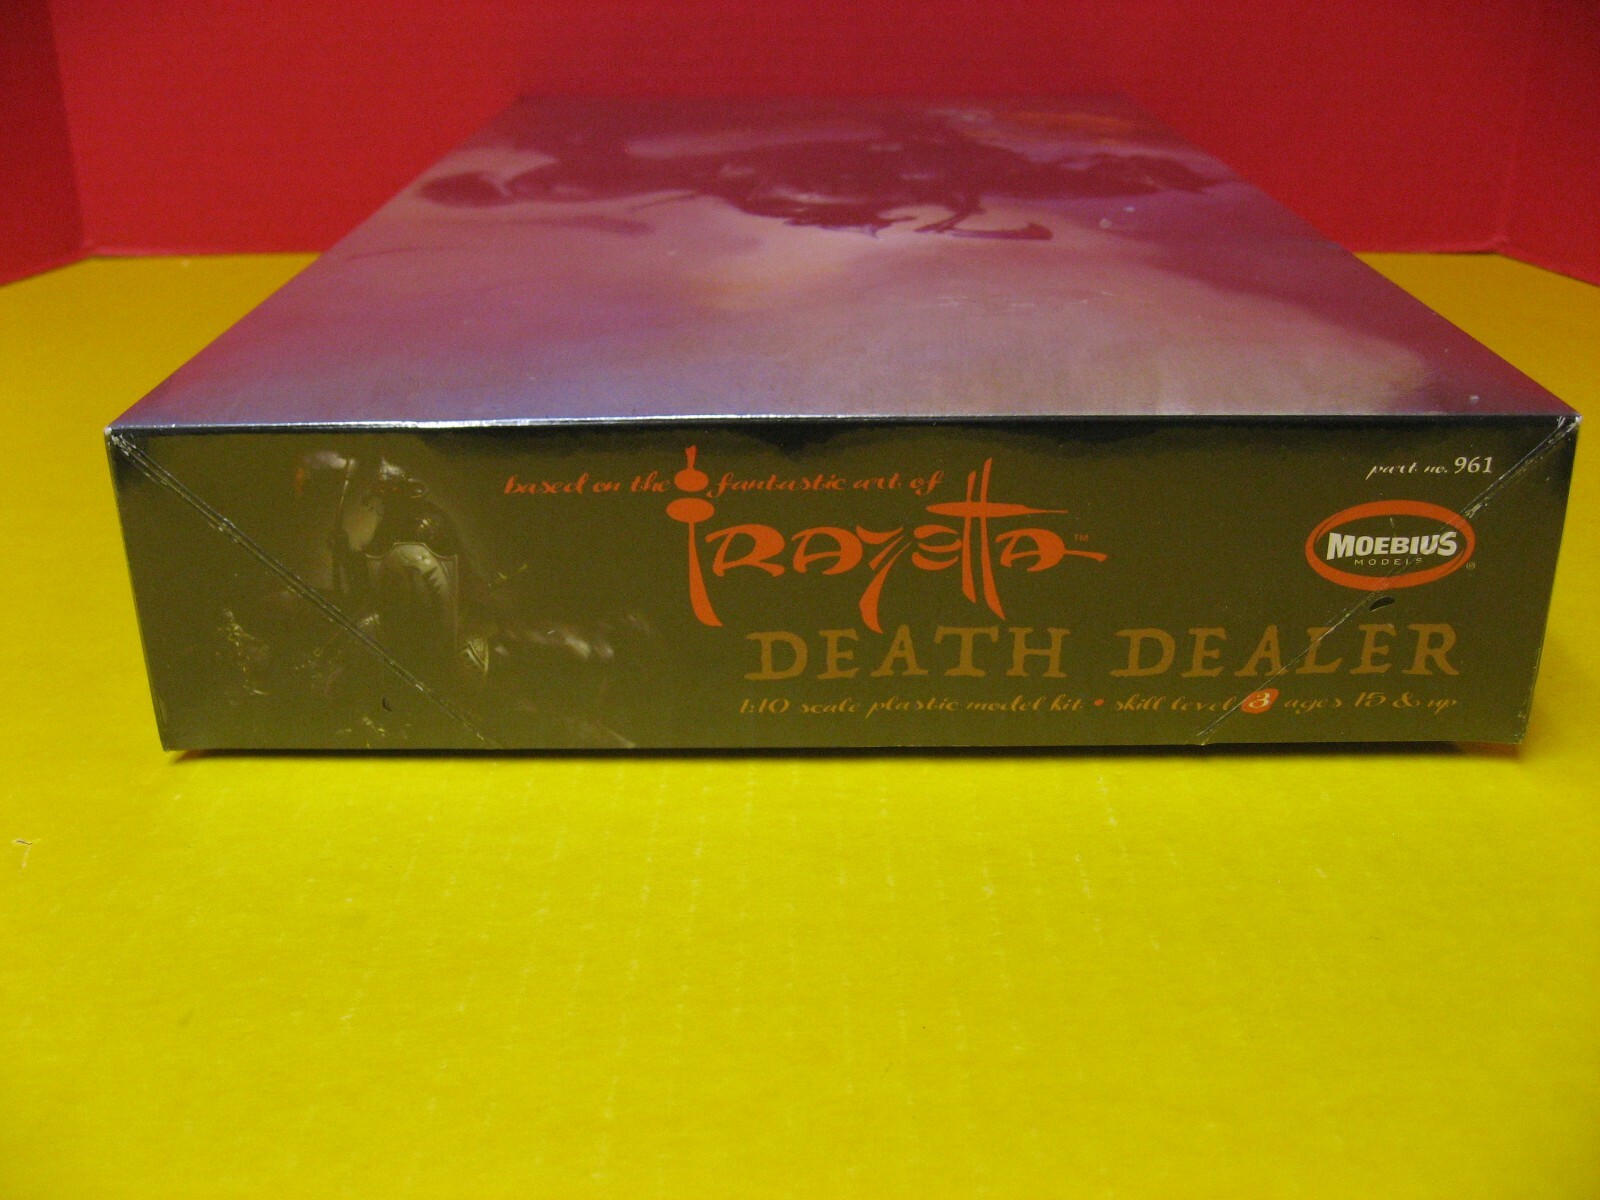 based on the fantastic art of
FRAZETTA™
part no. 961
MOEBIUS
MODELS
®
DEATH DEALER
1:10 scale plastic model kit • skill level 3 ages 15 & up